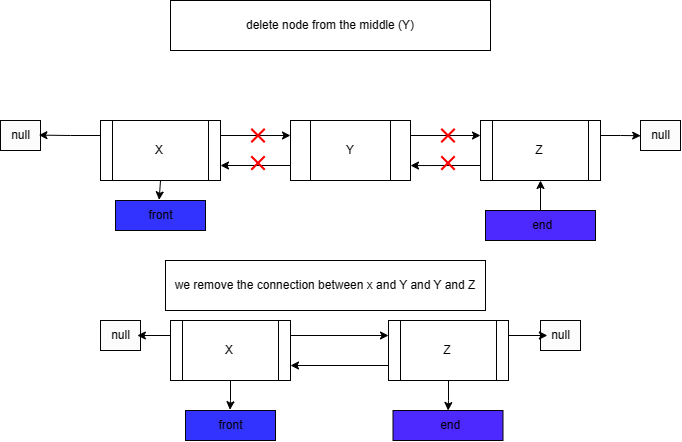 delete node from the middle (Y)
null
X
Y
Z
null
front
end
we remove the connection between x and Y and Y and Z
null
X
Z
null
front
end